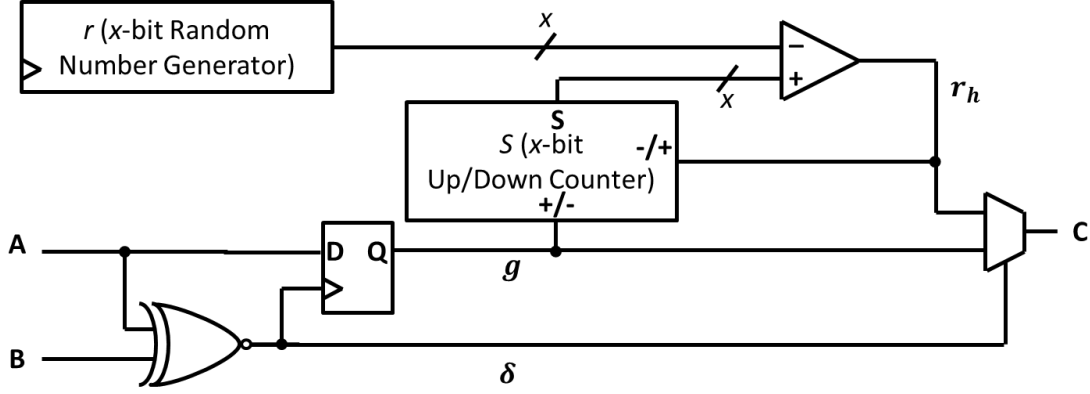 r (x-bit Random
Number Generator)
x
−
+
x
r_h
S
S (x-bit
-/+
Up/Down Counter)
+/-
A
D Q
g
C
B
δ